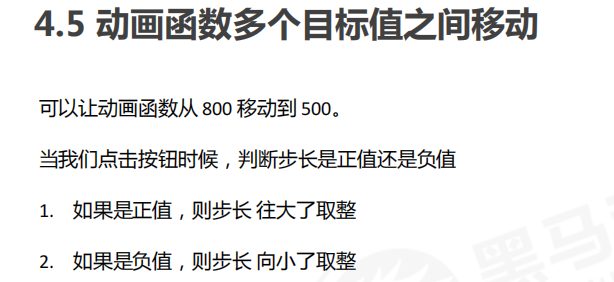 4.5 动画函数多个目标值之间移动
可以让动画函数从 800 移动到 500。
当我们点击按钮时候，判断步长是正值还是负值
1. 如果是正值，则步长 往大了取整
2. 如果是负值，则步长 向小了取整
黑马